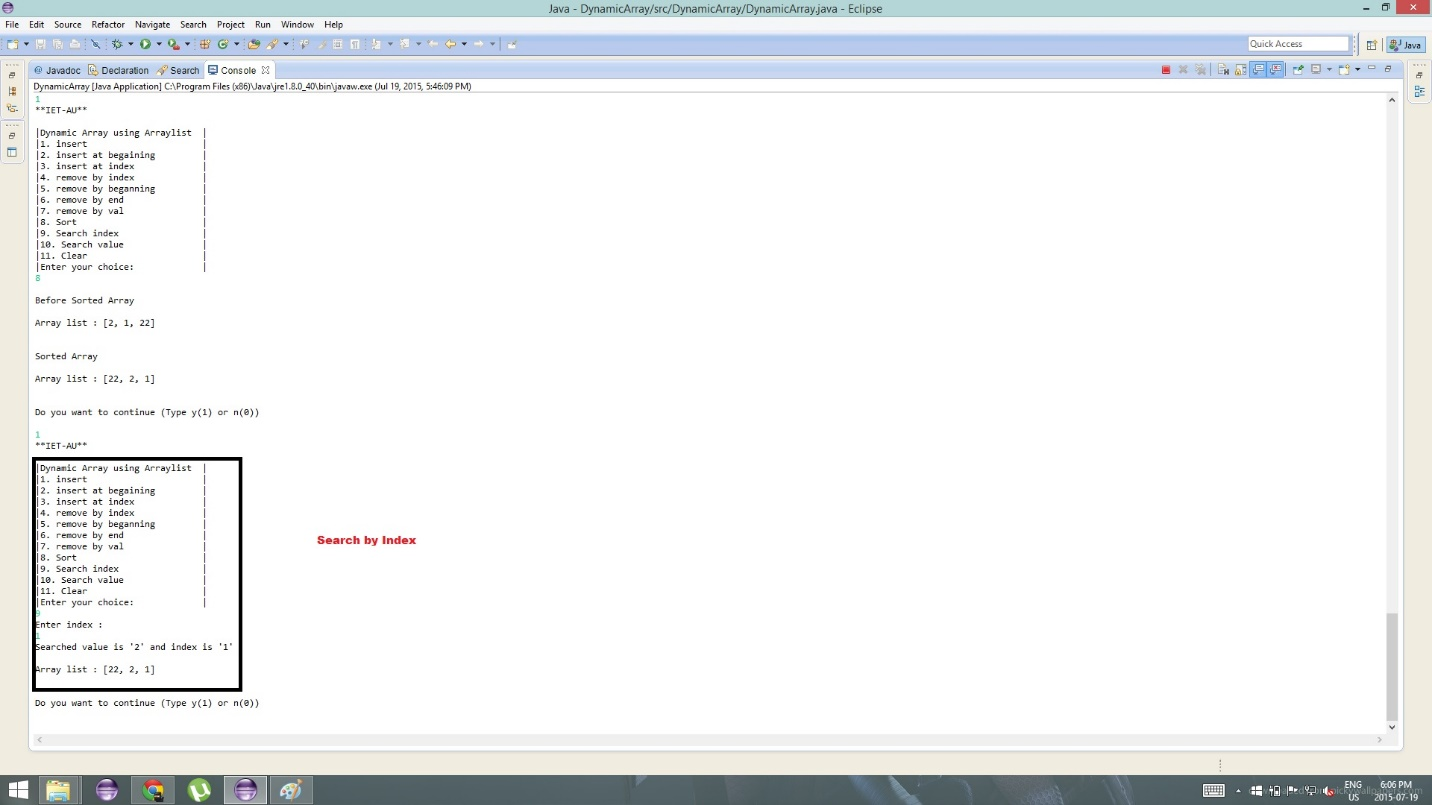 Java - DynamicArray/src/DynamicArray/DynamicArray.java - Eclipse
File Edit Source Refactor Navigate Search Project Run Window Help
Quick Access
Java
@ Javadoc Declaration Search Console
DynamicArray [Java Application] C:\Program Files (x86)\Java\jre1.8.0_40\bin\javaw.exe (Jul 19, 2015, 5:46:09 PM)
1
**IET-AU**
|Dynamic Array using Arraylist |
|1. insert |
|2. insert at begaining |
|3. insert at index |
|4. remove by index |
|5. remove by beganning |
|6. remove by end |
|7. remove by val |
|8. Sort |
|9. Search index |
|10. Search value |
|11. Clear |
|Enter your choice: |
8
Before Sorted Array
Array list : [2, 1, 22]
Sorted Array
Array list : [22, 2, 1]
Do you want to continue (Type y(1) or n(0))
1
**IET-AU**
|Dynamic Array using Arraylist |
|1. insert |
|2. insert at begaining |
|3. insert at index |
|4. remove by index |
|5. remove by beganning |
|6. remove by end |
|7. remove by val |
|8. Sort |
|9. Search index |
|10. Search value |
|11. Clear |
|Enter your choice: |
9
Enter index :
1
Searched value is '2' and index is '1'
Array list : [22, 2, 1]
Search by Index
Do you want to continue (Type y(1) or n(0))
ENG 6:06 PM
US 2015-07-19